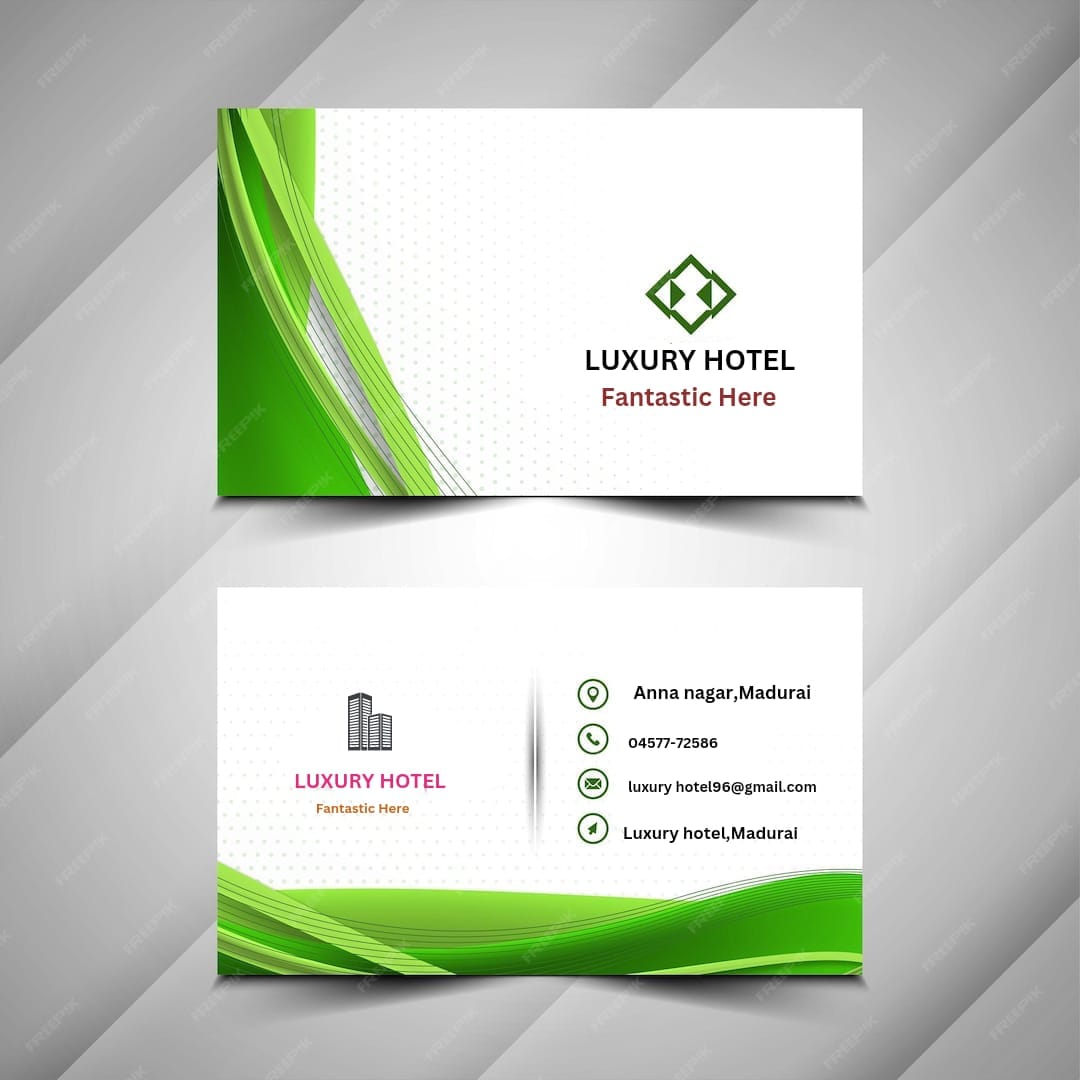 LUXURY HOTEL
Fantastic Here
LUXURY HOTEL
Fantastic Here
Anna nagar,Madurai
04577-72586
luxury hotel96@gmail.com
Luxury hotel,Madurai
FREEPIK